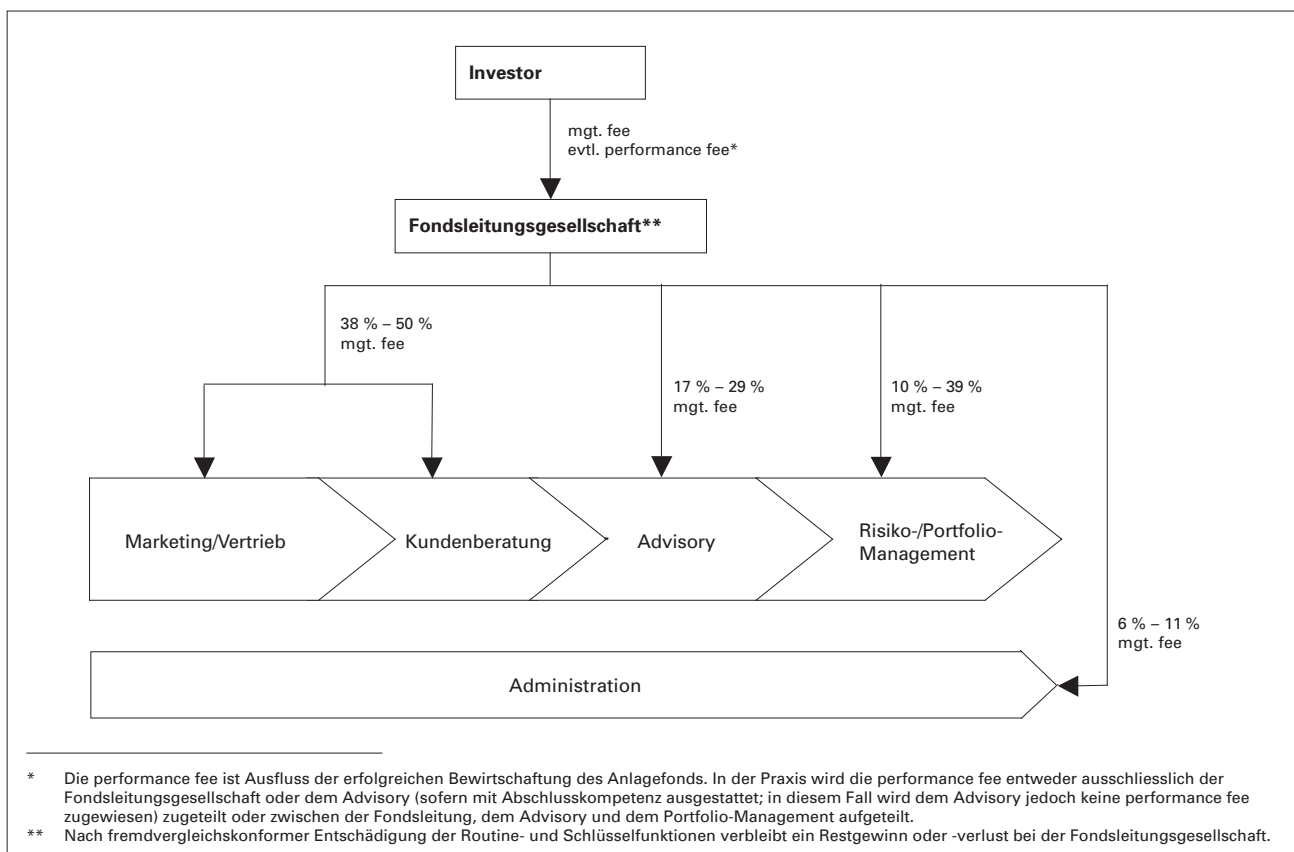 Investor
mgt. fee
evtl. performance fee*
Fondsleitungsgesellschaft**
38 % – 50 %
mgt. fee
17 % – 29 %
mgt. fee
10 % – 39 %
mgt. fee
Marketing/Vertrieb
Kundenberatung
Advisory
Risiko-/Portfolio-
Management
6 % – 11 %
mgt. fee
Administration
* Die performance fee ist Ausfluss der erfolgreichen Bewirtschaftung des Anlagefonds. In der Praxis wird die performance fee entweder ausschliesslich der
Fondsleitungsgesellschaft oder dem Advisory (sofern mit Abschlusskompetenz ausgestattet; in diesem Fall wird dem Advisory jedoch keine performance fee
zugewiesen) zugeteilt oder zwischen der Fondsleitung, dem Advisory und dem Portfolio-Management aufgeteilt.
** Nach fremdvergleichskonformer Entschädigung der Routine- und Schlüsselfunktionen verbleibt ein Restgewinn oder -verlust bei der Fondsleitungsgesellschaft.